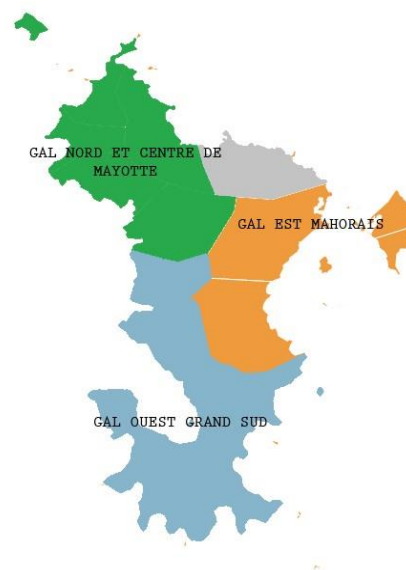 GAL NORD ET CENTRE DE
MAYOTTE
GAL EST MAHORAIS
GAL OUEST GRAND SUD